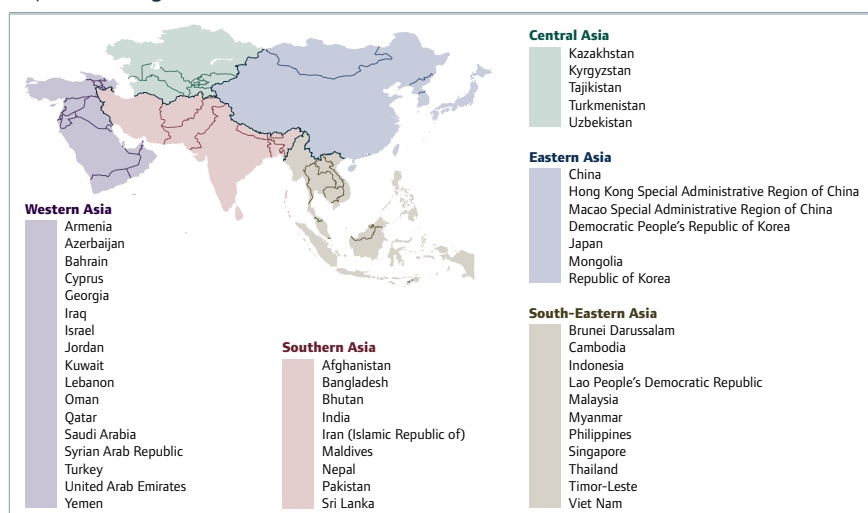 Central Asia
Kazakhstan
Kyrgyzstan
Tajikistan
Turkmenistan
Uzbekistan
Eastern Asia
China
Hong Kong Special Administrative Region of China
Macao Special Administrative Region of China
Democratic People's Republic of Korea
Japan
Mongolia
Republic of Korea
Western Asia
Armenia
Azerbaijan
Bahrain
Cyprus
Georgia
Iraq
Israel
Jordan
Kuwait
Lebanon
Oman
Qatar
Saudi Arabia
Syrian Arab Republic
Turkey
United Arab Emirates
Yemen
Southern Asia
Afghanistan
Bangladesh
Bhutan
India
Iran (Islamic Republic of)
Maldives
Nepal
Pakistan
Sri Lanka
South-Eastern Asia
Brunei Darussalam
Cambodia
Indonesia
Lao People's Democratic Republic
Malaysia
Myanmar
Philippines
Singapore
Thailand
Timor-Leste
Viet Nam